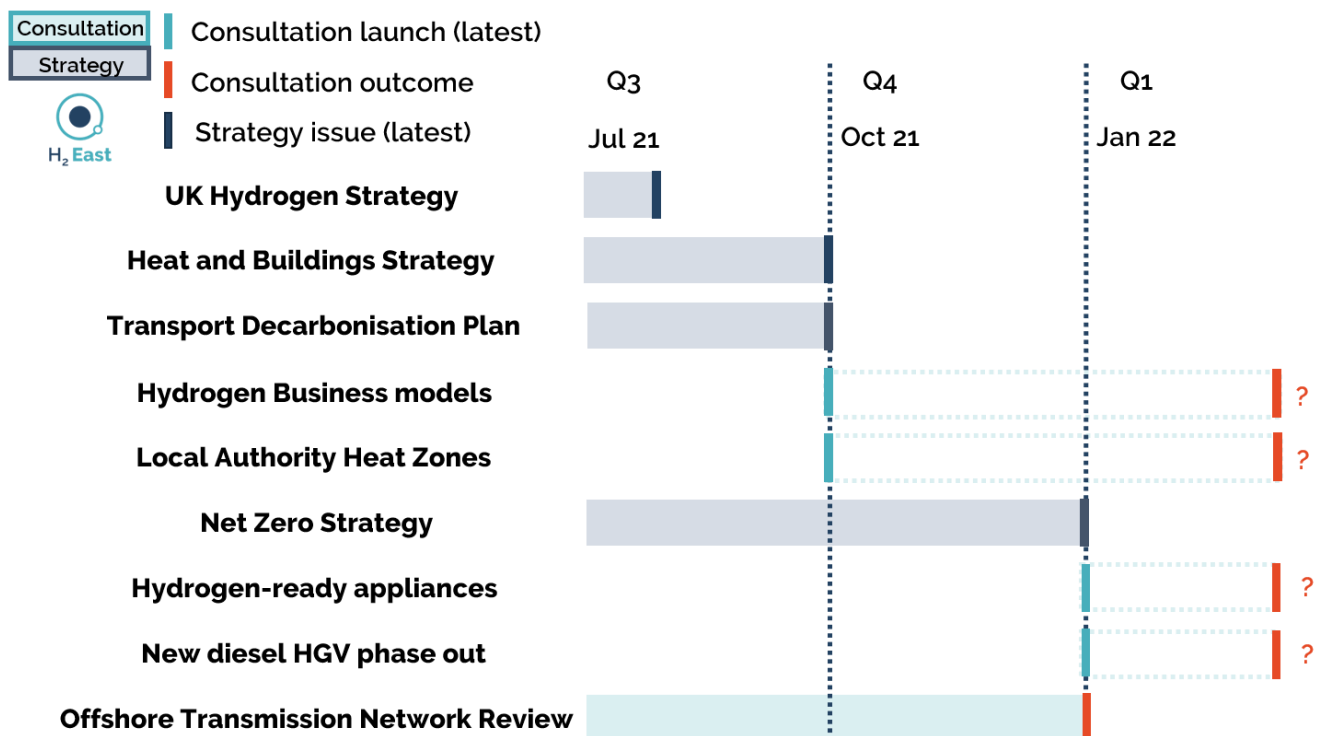 Consultation
Strategy
Consultation launch (latest)
Consultation outcome
Strategy issue (latest)
H₂ East
Q3
Q4
Q1
Jul 21
Oct 21
Jan 22
UK Hydrogen Strategy
Heat and Buildings Strategy
Transport Decarbonisation Plan
Hydrogen Business models
?
Local Authority Heat Zones
?
Net Zero Strategy
Hydrogen-ready appliances
?
New diesel HGV phase out
?
Offshore Transmission Network Review